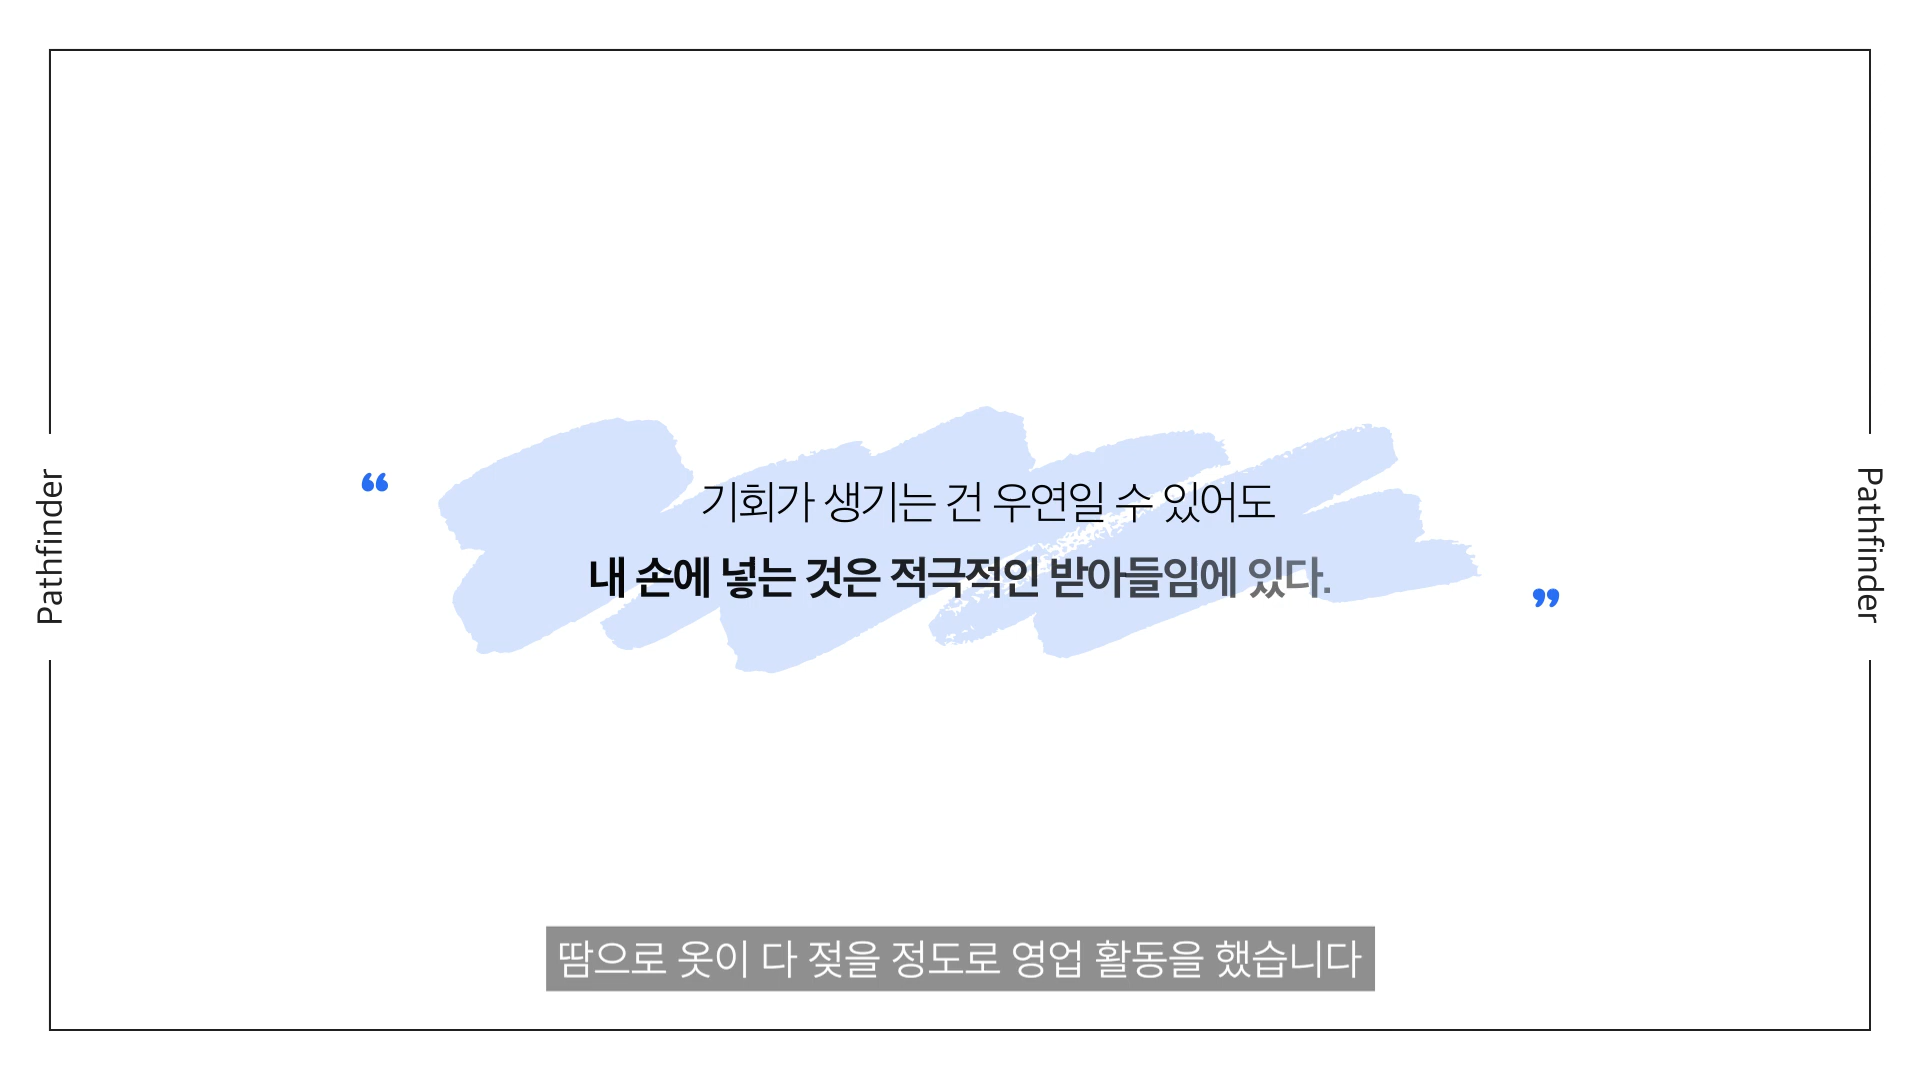 Pathfinder
“
기회가 생기는 건 우연일 수 있어도
내 손에 넣는 것은 적극적인 받아들임에 있다.
”
Pathfinder
땀으로 옷이 다 젖을 정도로 영업 활동을 했습니다